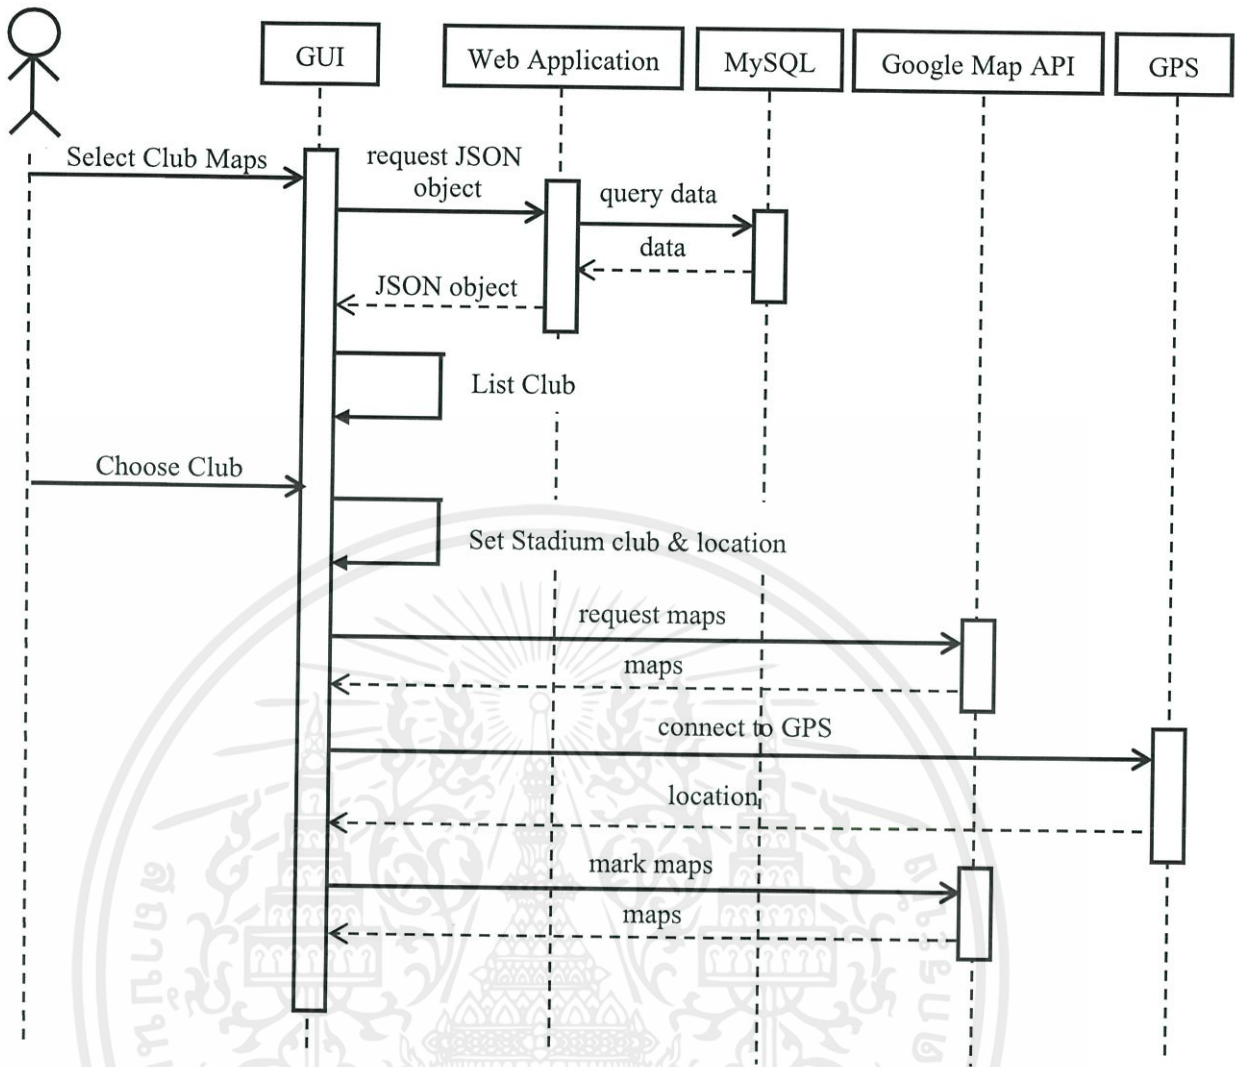 GUI
Web Application
MySQL
Google Map API
GPS
Select Club Maps
request JSON
object
query data
data
JSON object
List Club
Choose Club
Set Stadium club & location
request maps
maps
connect to GPS
location
mark maps
maps